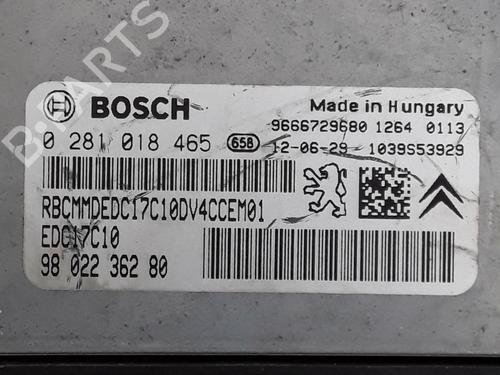 B-PARTS
BOSCH
Made in Hungary
0 281 018 465 658
9666729680 1264 0113
12-06-29 1039S53929
RBCMMDEDC17C10DV4CCEM01
EDC17C10
98 022 362 80